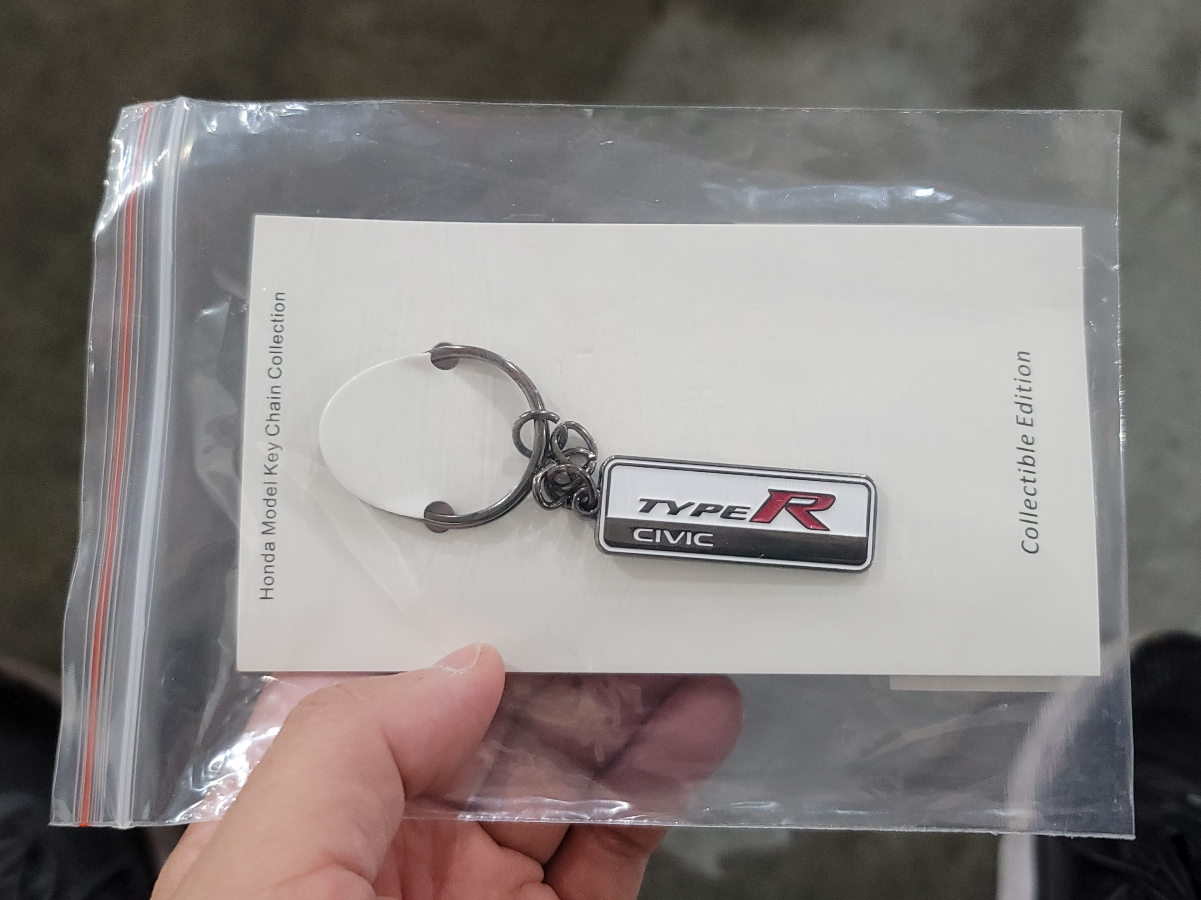 Honda Model Key Chain Collection
TYPE R
CIVIC
Collectible Edition